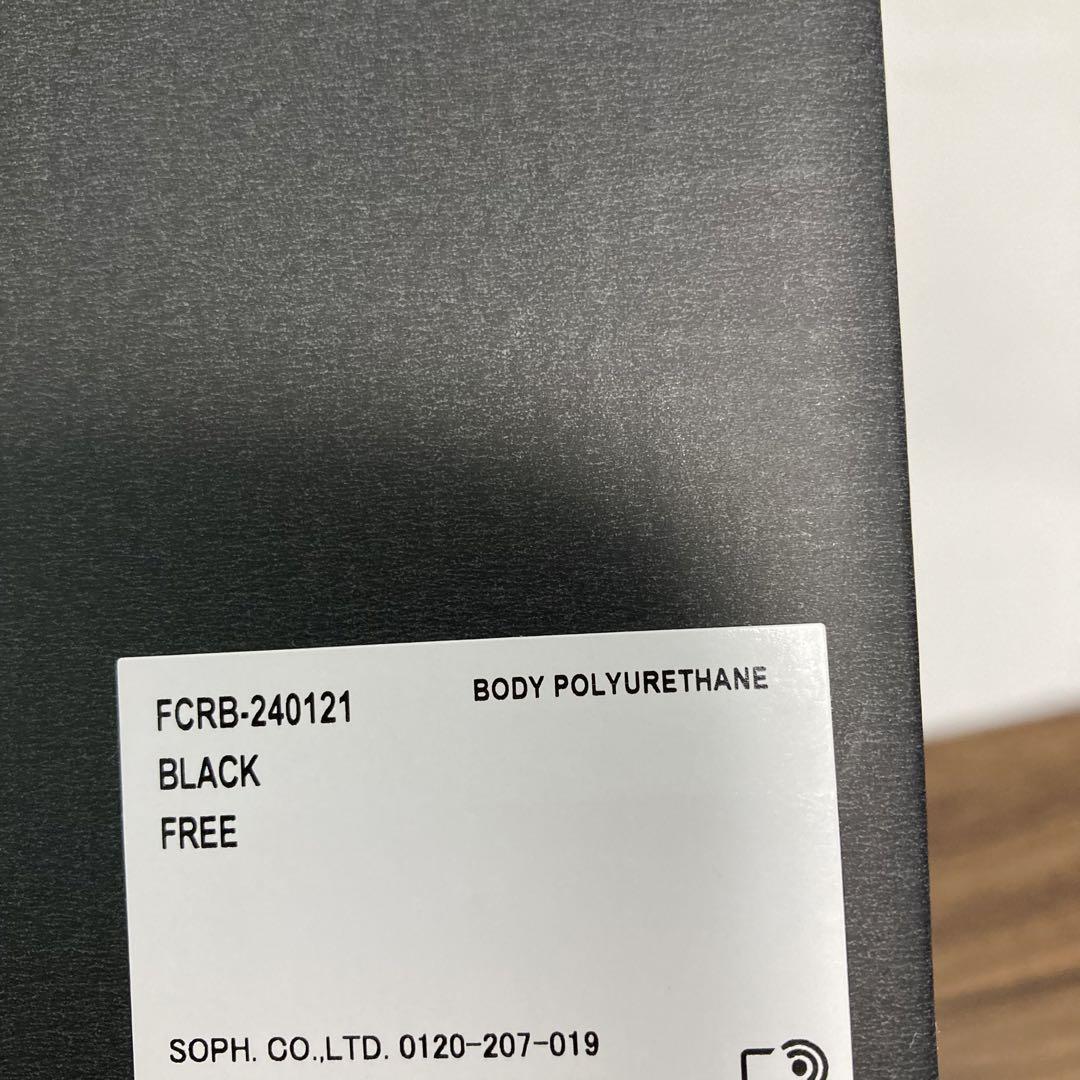 FCRB-240121
BODY POLYURETHANE
BLACK
FREE
SOPH. CO.,LTD. 0120-207-019